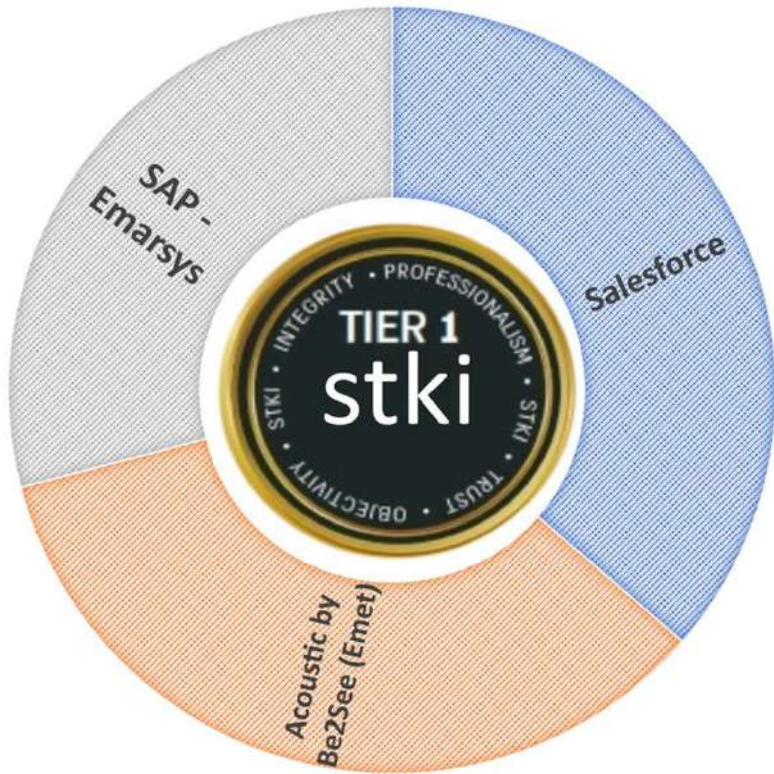 SAP -
Emarsys
Salesforce
• INTEGRITY • PROFESSIONALISM • STKI • TRUST • OBJECTIVITY • STKI
TIER 1
stki
Acoustic by
Be2See (Emet)